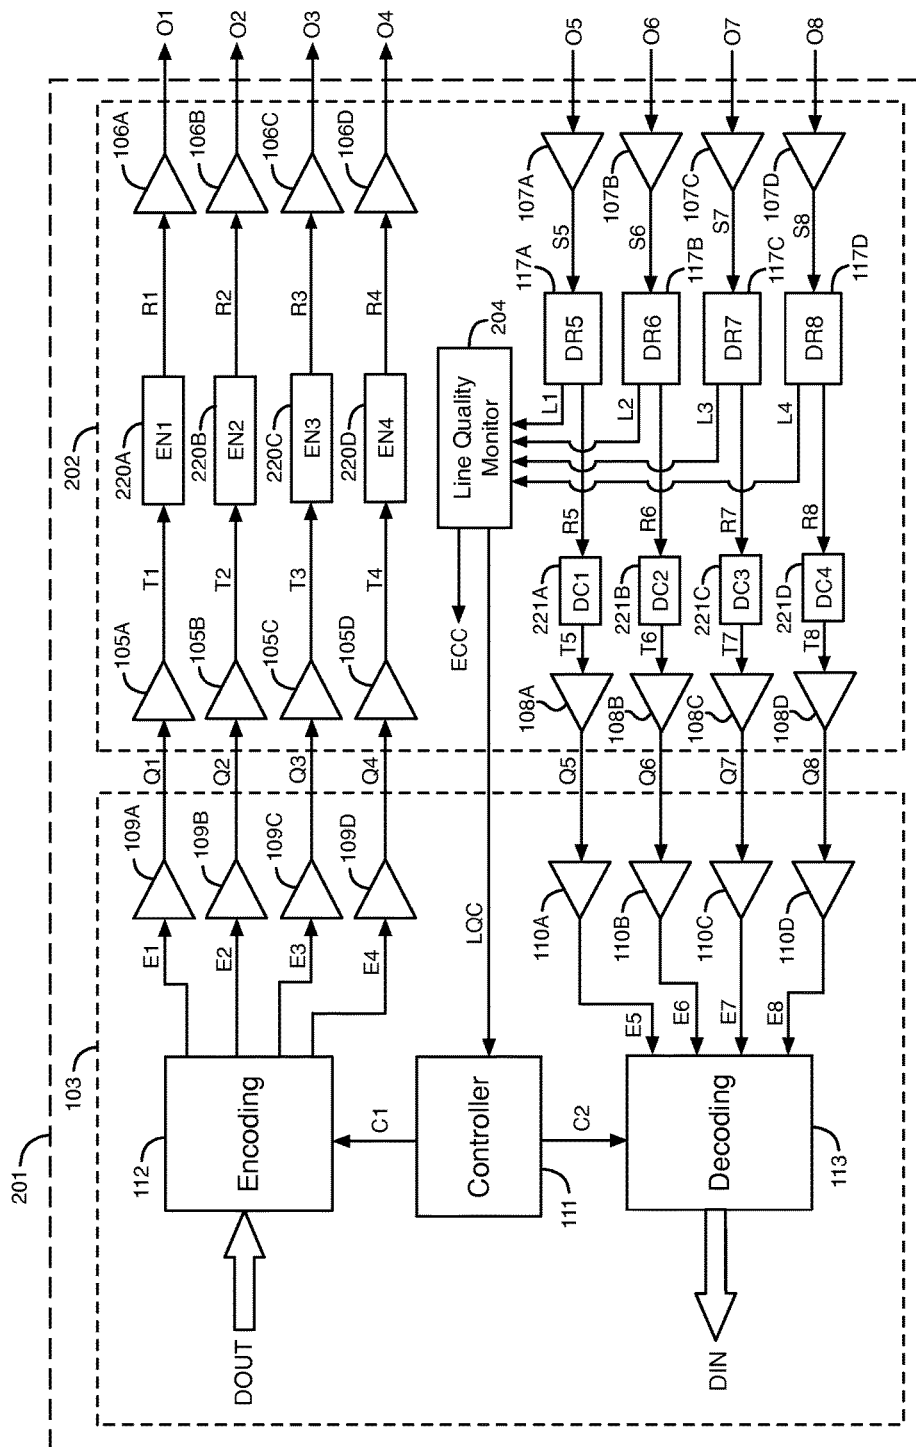 201
103
202
DOUT
112
Encoding
E1
E2
E3
E4
109A
109B
109C
109D
Q1
Q2
Q3
Q4
105A
105B
105C
105D
T1
T2
T3
T4
220A
EN1
220B
EN2
220C
EN3
220D
EN4
R1
R2
R3
R4
106A
106B
106C
106D
O1
O2
O3
O4
C1
Controller
111
C2
LQC
ECC
Line Quality
Monitor
204
DIN
Decoding
113
E5
E6
E7
E8
110A
110B
110C
110D
Q5
Q6
Q7
Q8
108A
108B
108C
108D
T5
T6
T7
T8
221A
DC1
221B
DC2
221C
DC3
221D
DC4
R5
R6
R7
R8
L1
L2
L3
L4
117A
DR5
117B
DR6
117C
DR7
117D
DR8
S5
S6
S7
S8
107A
107B
107C
107D
O5
O6
O7
O8